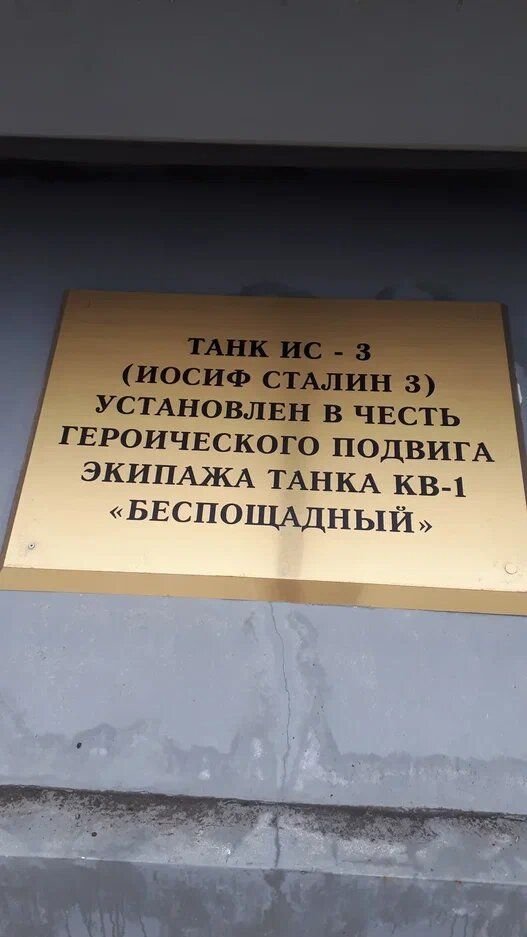 ТАНК ИС - 3
(ИОСИФ СТАЛИН 3)
УСТАНОВЛЕН В ЧЕСТЬ
ГЕРОИЧЕСКОГО ПОДВИГА
ЭКИПАЖА ТАНКА КВ-1
«БЕСПОЩАДНЫЙ»